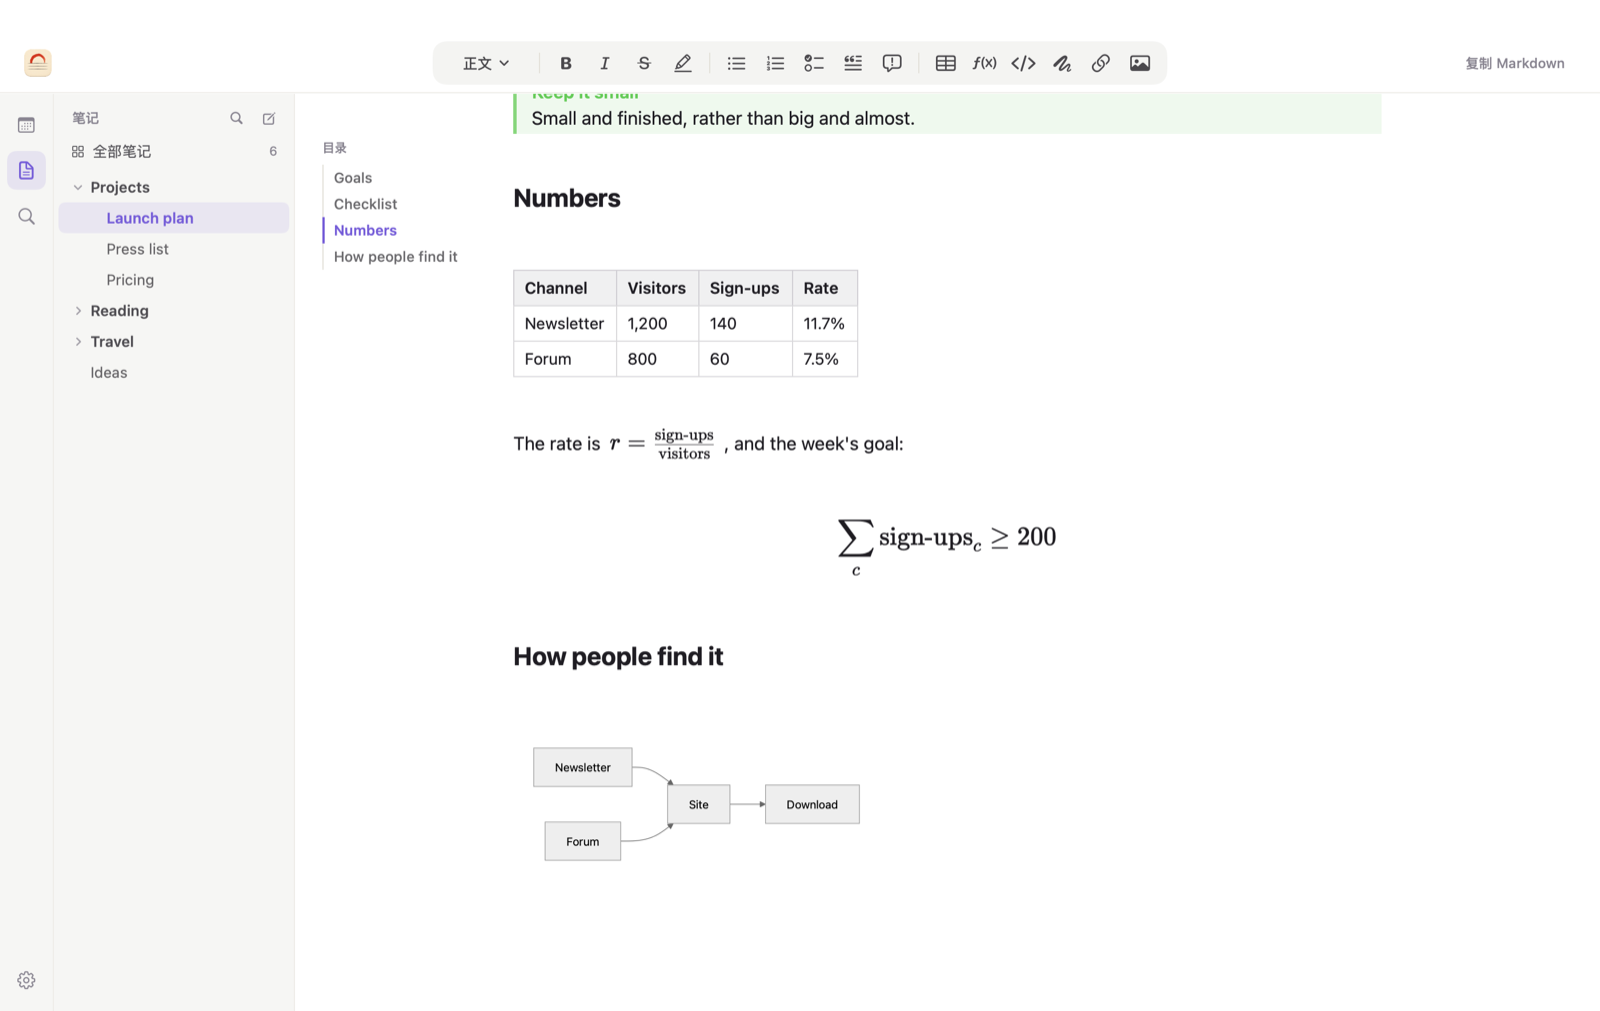 正文
B I S
f(x)
</>
复制 Markdown
笔记
全部笔记 6
Projects
Launch plan
Press list
Pricing
Reading
Travel
Ideas
目录
Goals
Checklist
Numbers
How people find it
Keep it small
Small and finished, rather than big and almost.
Numbers
Channel Visitors Sign-ups Rate
Newsletter 1,200 140 11.7%
Forum 800 60 7.5%
The rate is r = sign-ups/visitors , and the week's goal:
∑c sign-upsc ≥ 200
How people find it
Newsletter
Site
Download
Forum